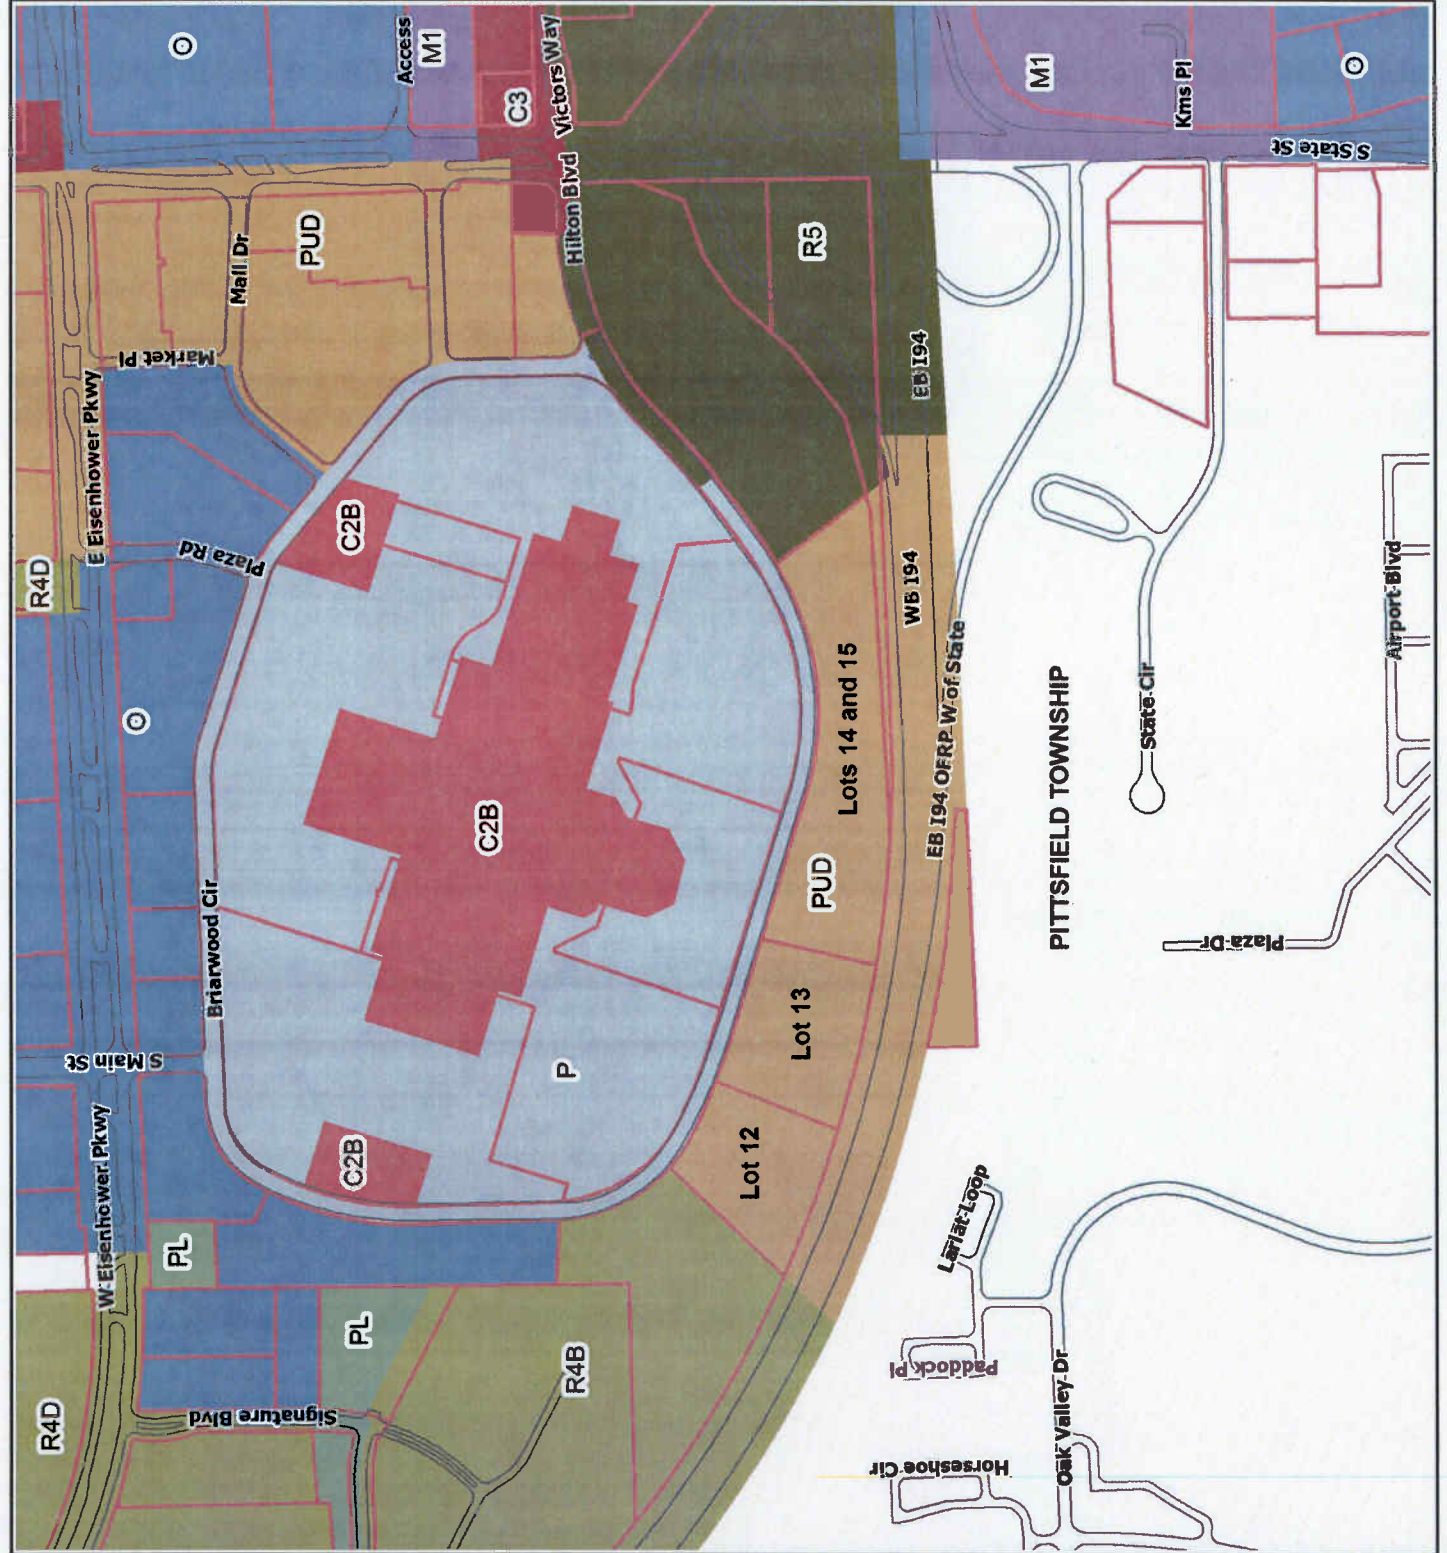 O
Access
M1
C3
Victors Way
M1
Kms Pl
O
S State St
Hilton Blvd
Mall Dr
PUD
R5
Market Pl
E Eisenhower Pkwy
EB I94
R4D
Plaza Rd
C2B
WB I94
Airport Blvd
O
Lots 14 and 15
EB I94 OFRP W of State
State Cir
PITTSFIELD TOWNSHIP
C2B
PUD
Briarwood Cir
Lot 13
Plaza Dr
S Main St
P
W Eisenhower Pkwy
C2B
Lot 12
Lariat Loop
PL
PL
R4B
Paddock Pl
R4D
Signature Blvd
Oak Valley Dr
Horseshoe Cir